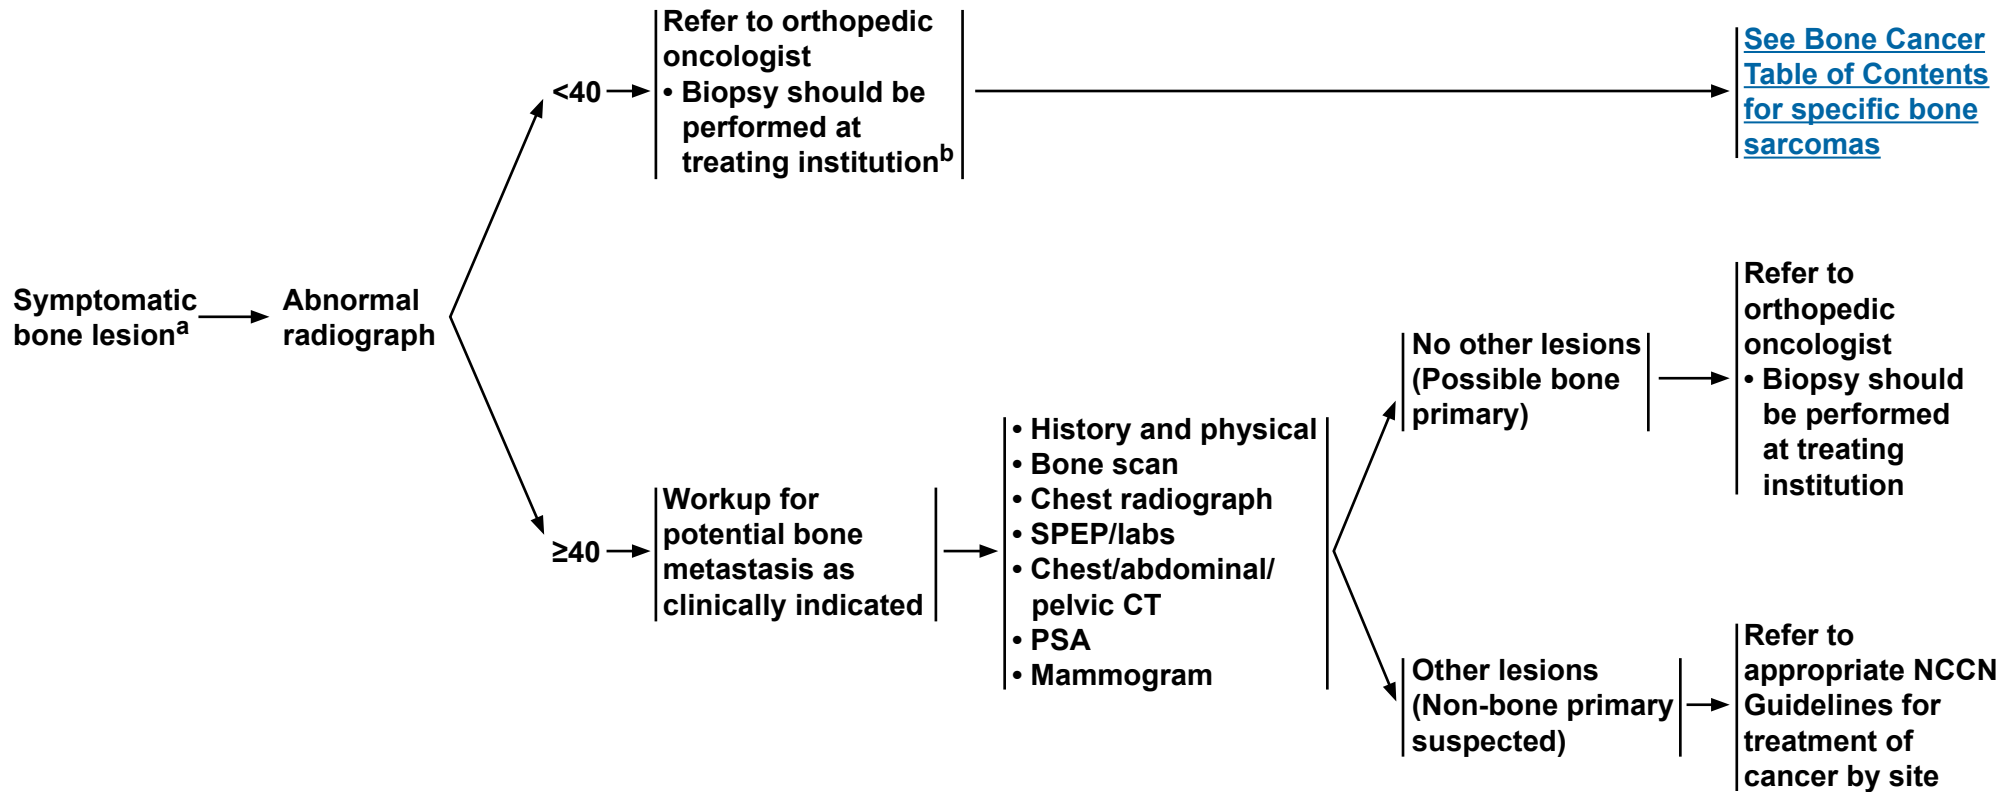 Symptomatic
bone lesionᵃ
Abnormal
radiograph
<40
Refer to orthopedic
oncologist
• Biopsy should be
performed at
treating institutionᵇ
See Bone Cancer
Table of Contents
for specific bone
sarcomas
≥40
Workup for
potential bone
metastasis as
clinically indicated
• History and physical
• Bone scan
• Chest radiograph
• SPEP/labs
• Chest/abdominal/
pelvic CT
• PSA
• Mammogram
No other lesions
(Possible bone
primary)
Refer to
orthopedic
oncologist
• Biopsy should
be performed
at treating
institution
Other lesions
(Non-bone primary
suspected)
Refer to
appropriate NCCN
Guidelines for
treatment of
cancer by site